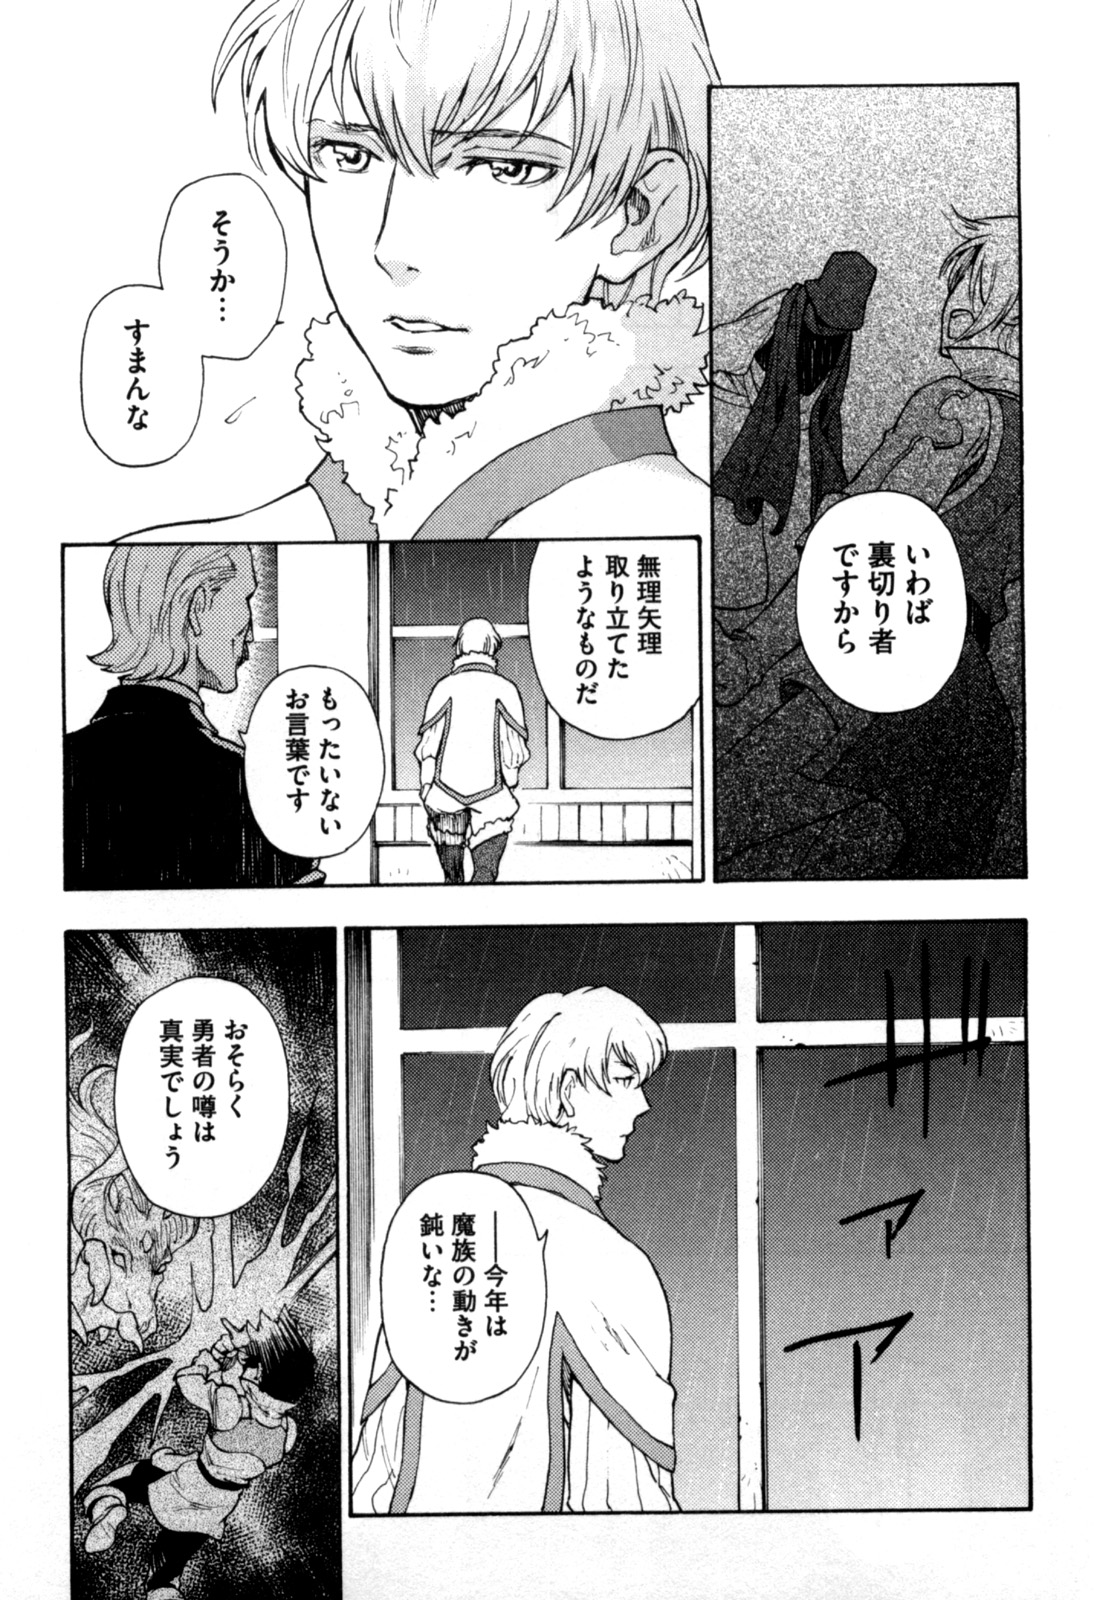 いわば
裏切り者
ですから
そうか…
すまんな
無理矢理
取り立てた
ようなものだ
もったいない
お言葉です
ザアア
――今年は
魔族の動きが
鈍いな…
おそらく
勇者の噂は
真実でしょう